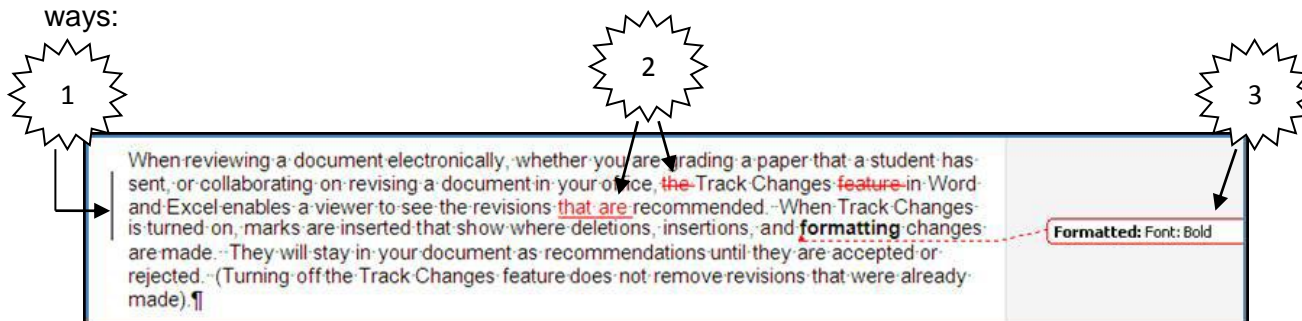 ways:
1
2
3
When reviewing a document electronically, whether you are grading a paper that a student has
sent, or collaborating on revising a document in your office, the Track Changes feature in Word
and Excel enables a viewer to see the revisions that are recommended. When Track Changes
is turned on, marks are inserted that show where deletions, insertions, and formatting changes
are made. They will stay in your document as recommendations until they are accepted or
rejected. (Turning off the Track Changes feature does not remove revisions that were already
made).¶
Formatted: Font: Bold